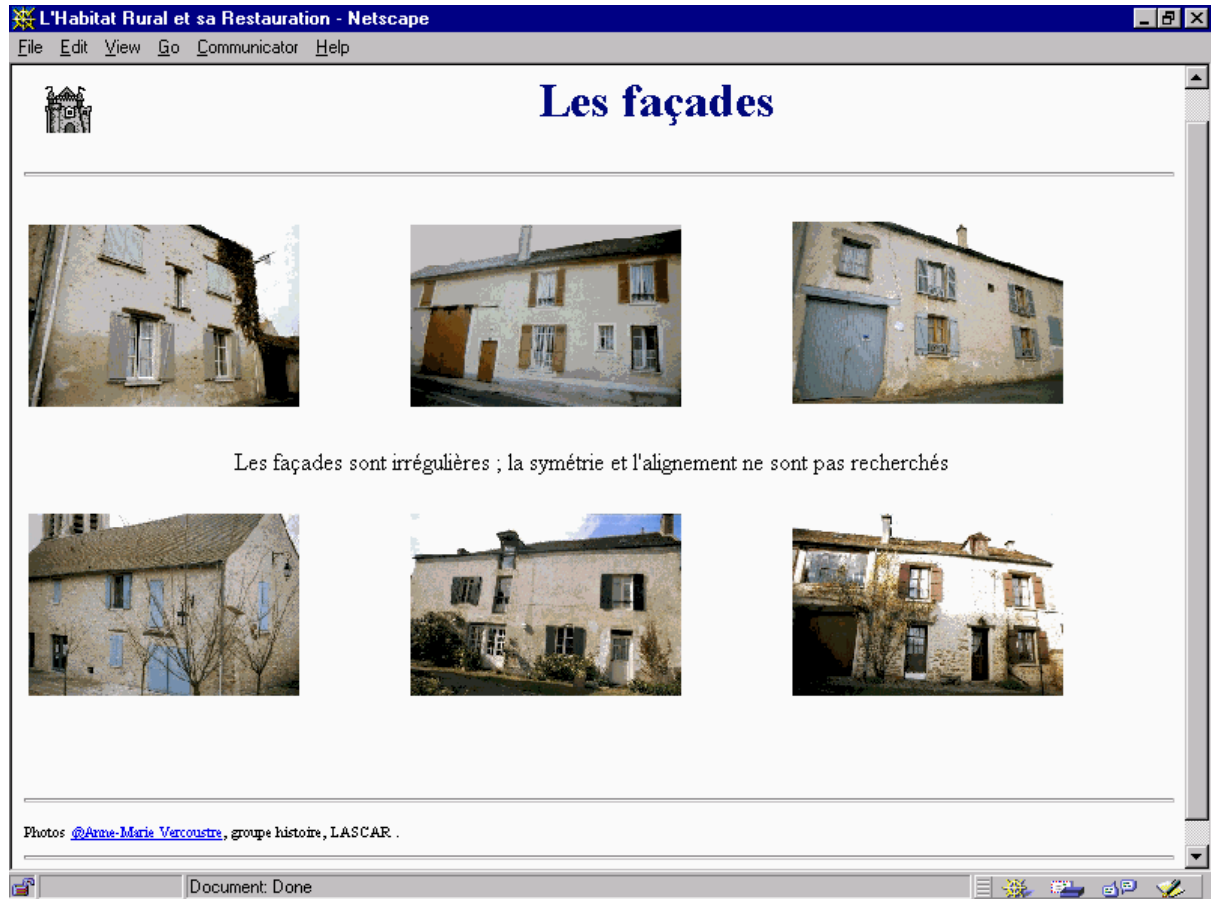 L'Habitat Rural et sa Restauration - Netscape
File Edit View Go Communicator Help
Les façades
Les façades sont irrégulières ; la symétrie et l'alignement ne sont pas recherchés
Photos @Anne-Marie Vercoustre, groupe histoire, LASCAR .
Document: Done